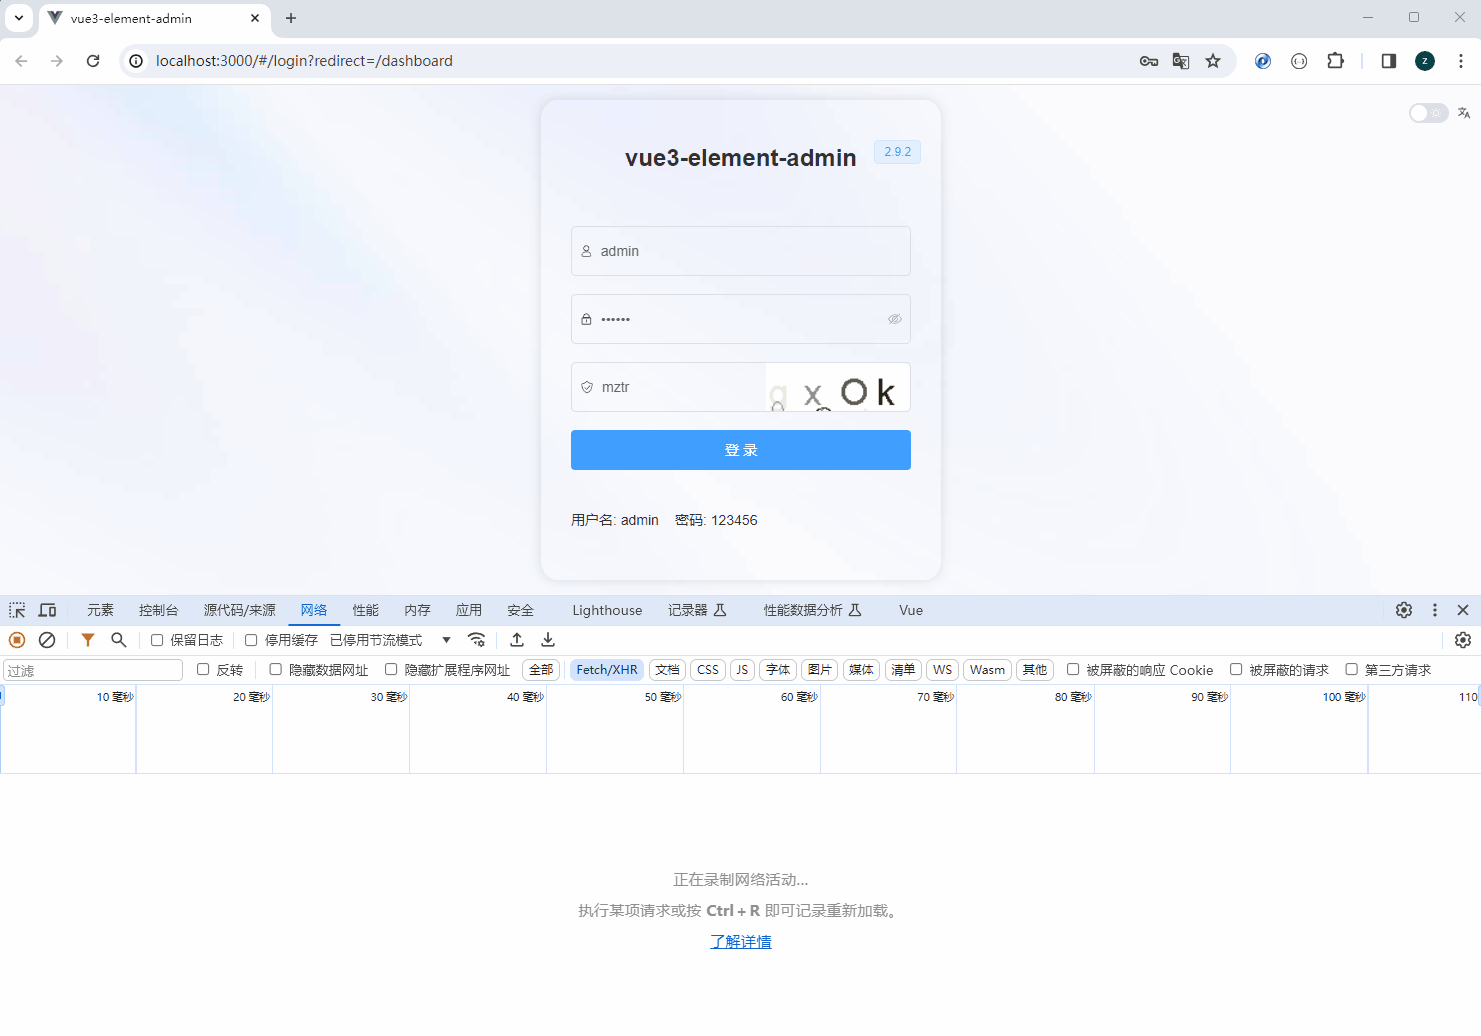 vue3-element-admin
localhost:3000/#/login?redirect=/dashboard
z
vue3-element-admin 2.9.2
admin
••••••
mztr
g x O k
登 录
用户名: admin 密码: 123456
元素 控制台 源代码/来源 网络 性能 内存 应用 安全 Lighthouse 记录器 性能数据分析 Vue
保留日志 停用缓存 已停用节流模式
过滤 反转 隐藏数据网址 隐藏扩展程序网址 全部 Fetch/XHR 文档 CSS JS 字体 图片 媒体 清单 WS Wasm 其他 被屏蔽的响应 Cookie 被屏蔽的请求 第三方请求
10 毫秒 20 毫秒 30 毫秒 40 毫秒 50 毫秒 60 毫秒 70 毫秒 80 毫秒 90 毫秒 100 毫秒 110
正在录制网络活动...
执行某项请求或按 Ctrl + R 即可记录重新加载。
了解详情